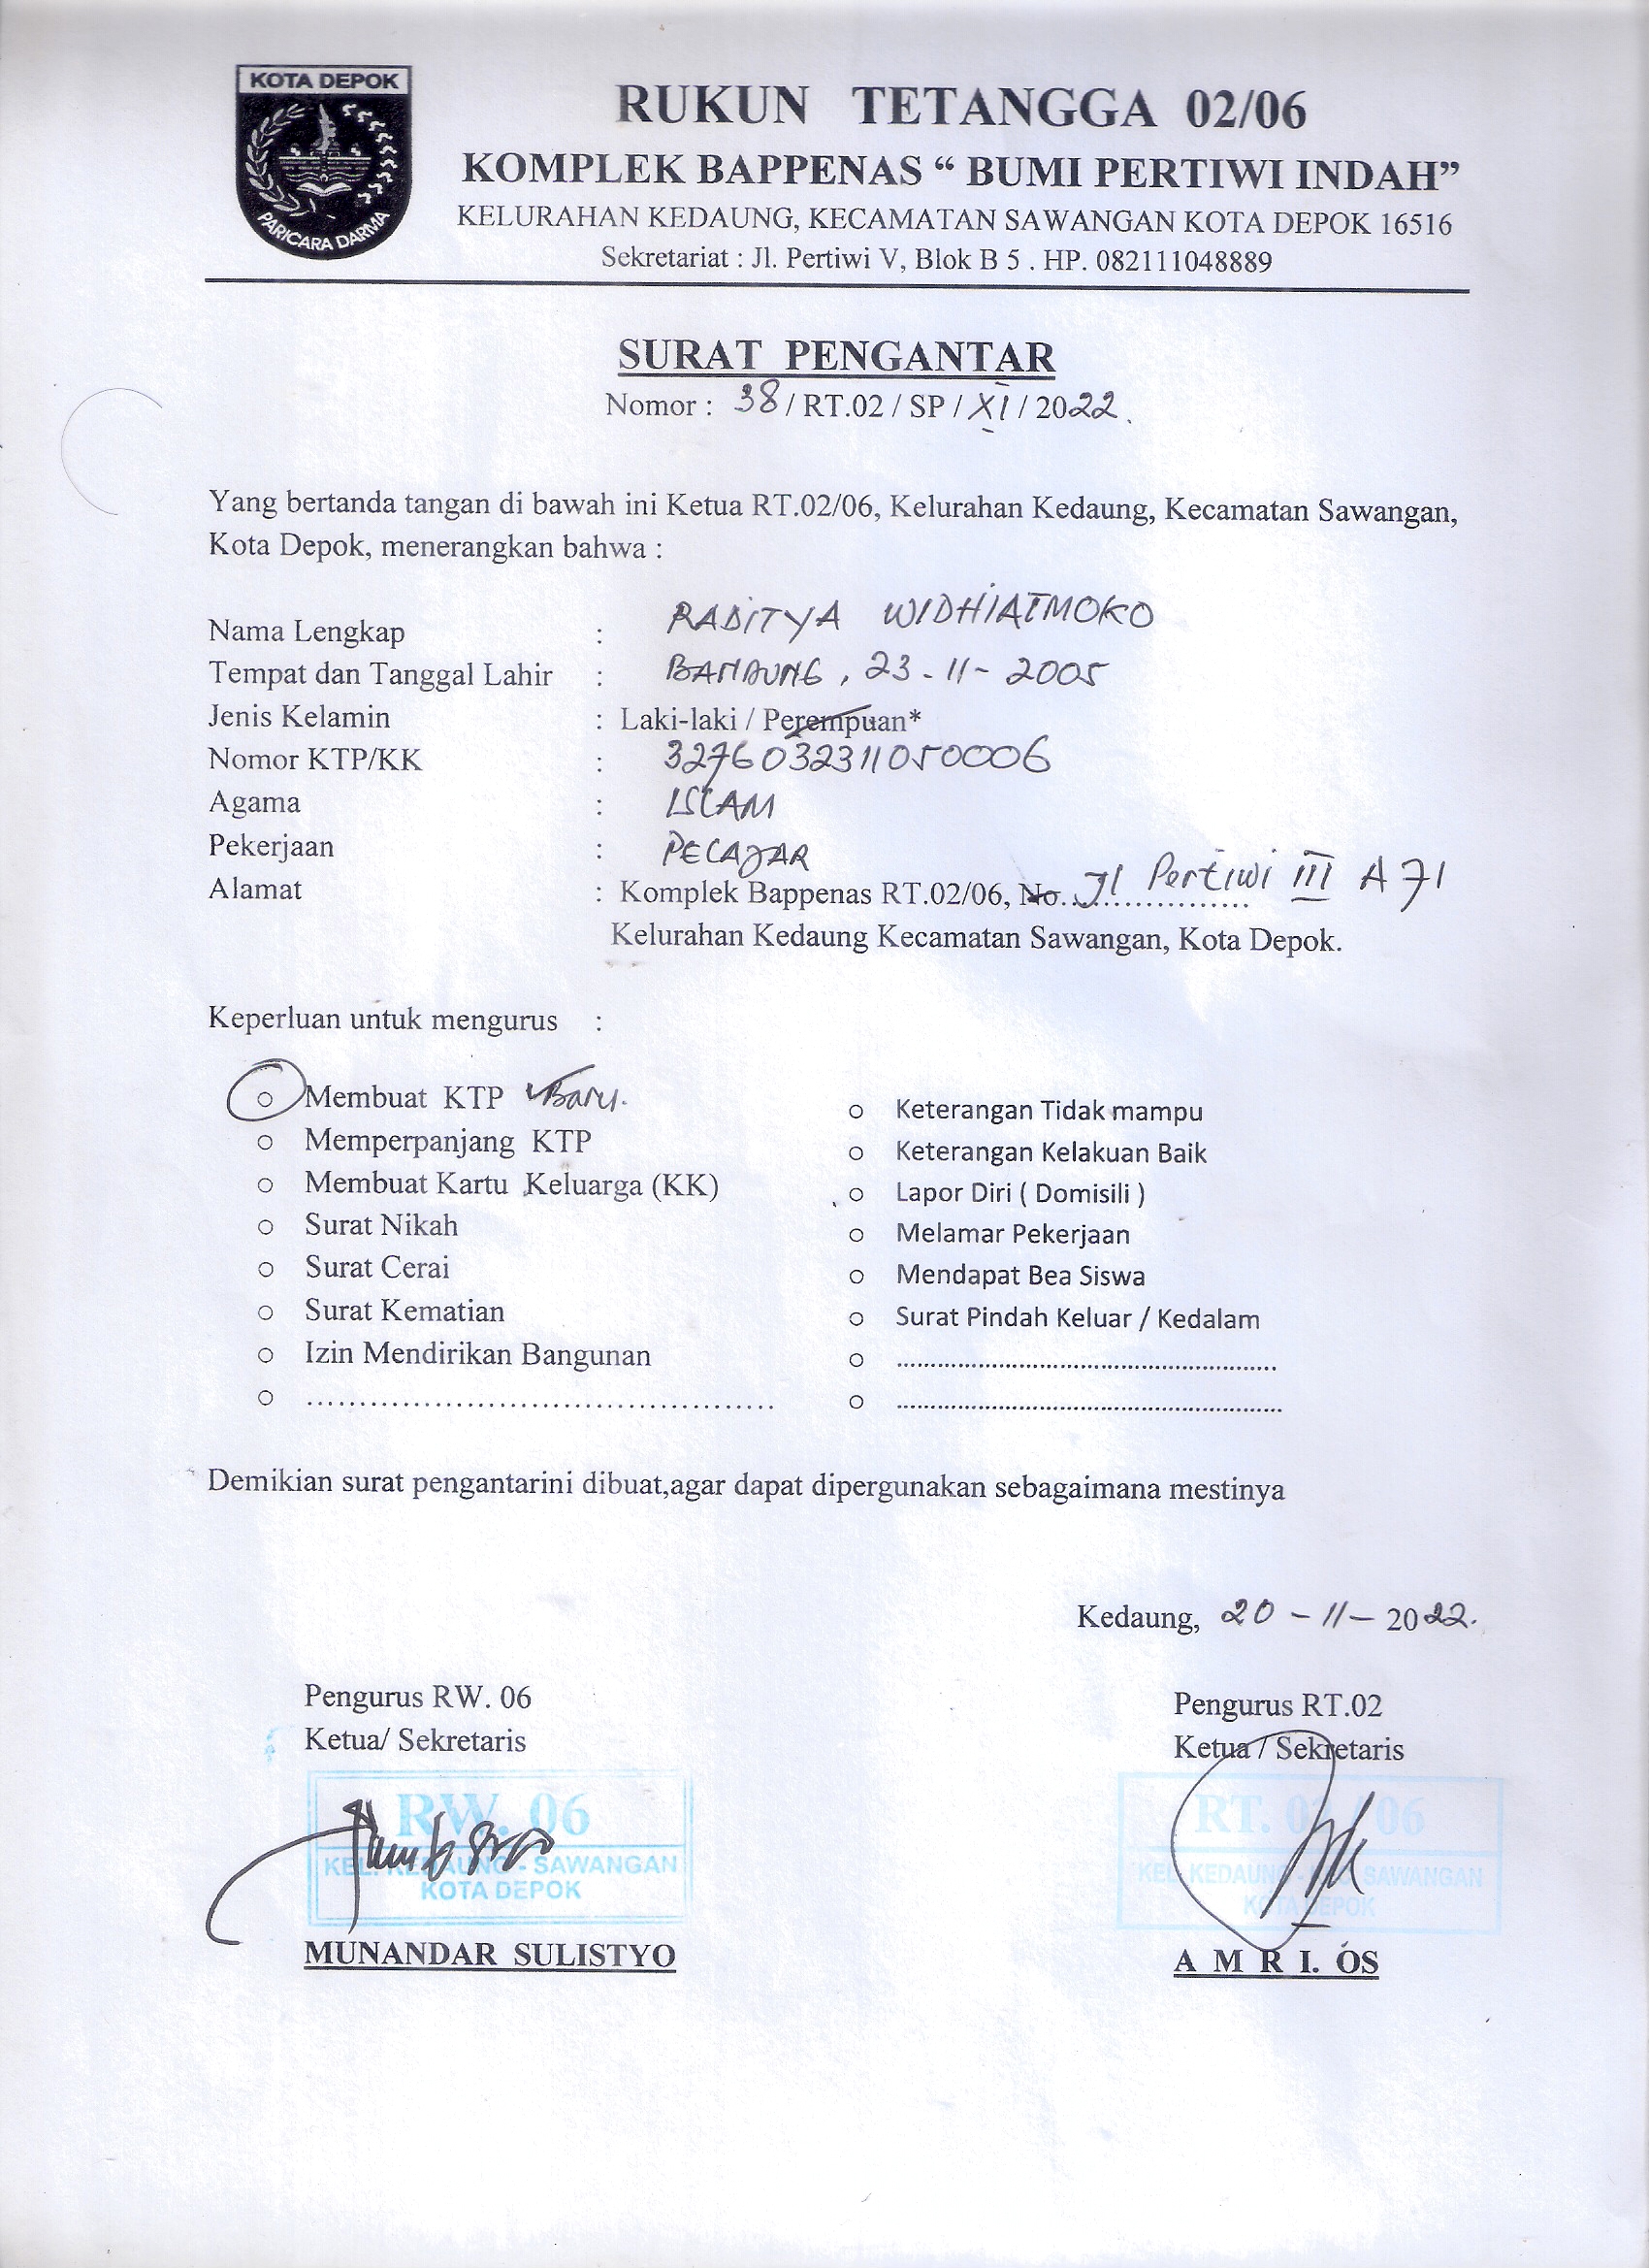 KOTA DEPOK
PARICARA DARMA
RUKUN TETANGGA 02/06
KOMPLEK BAPPENAS “ BUMI PERTIWI INDAH”
KELURAHAN KEDAUNG, KECAMATAN SAWANGAN KOTA DEPOK 16516
Sekretariat : Jl. Pertiwi V, Blok B 5 . HP. 082111048889
SURAT PENGANTAR
Nomor : 38 / RT.02 / SP / XI / 2022.
Yang bertanda tangan di bawah ini Ketua RT.02/06, Kelurahan Kedaung, Kecamatan Sawangan,
Kota Depok, menerangkan bahwa :
Nama Lengkap : RADITYA WIDHIATMOKO
Tempat dan Tanggal Lahir : BANDUNG, 23-11-2005
Jenis Kelamin : Laki-laki / Perempuan*
Nomor KTP/KK : 3276032311050006
Agama : ISLAM
Pekerjaan : PELAJAR
Alamat : Komplek Bappenas RT.02/06, No. Jl Pertiwi III A 71
Kelurahan Kedaung Kecamatan Sawangan, Kota Depok.
Keperluan untuk mengurus :
o Membuat KTP Baru.
o Memperpanjang KTP
o Membuat Kartu Keluarga (KK)
o Surat Nikah
o Surat Cerai
o Surat Kematian
o Izin Mendirikan Bangunan
o ............................................
o Keterangan Tidak mampu
o Keterangan Kelakuan Baik
o Lapor Diri ( Domisili )
o Melamar Pekerjaan
o Mendapat Bea Siswa
o Surat Pindah Keluar / Kedalam
o ............................................
o ............................................
Demikian surat pengantarini dibuat,agar dapat dipergunakan sebagaimana mestinya
Kedaung, 20-11-2022.
Pengurus RW. 06
Ketua/ Sekretaris
RW. 06
KEL. KEDAUNG - SAWANGAN
KOTA DEPOK
MUNANDAR SULISTYO
Pengurus RT.02
Ketua / Sekretaris
RT. 02/06
KEL. KEDAUNG - KEC. SAWANGAN
KOTA DEPOK
A M R I. OS